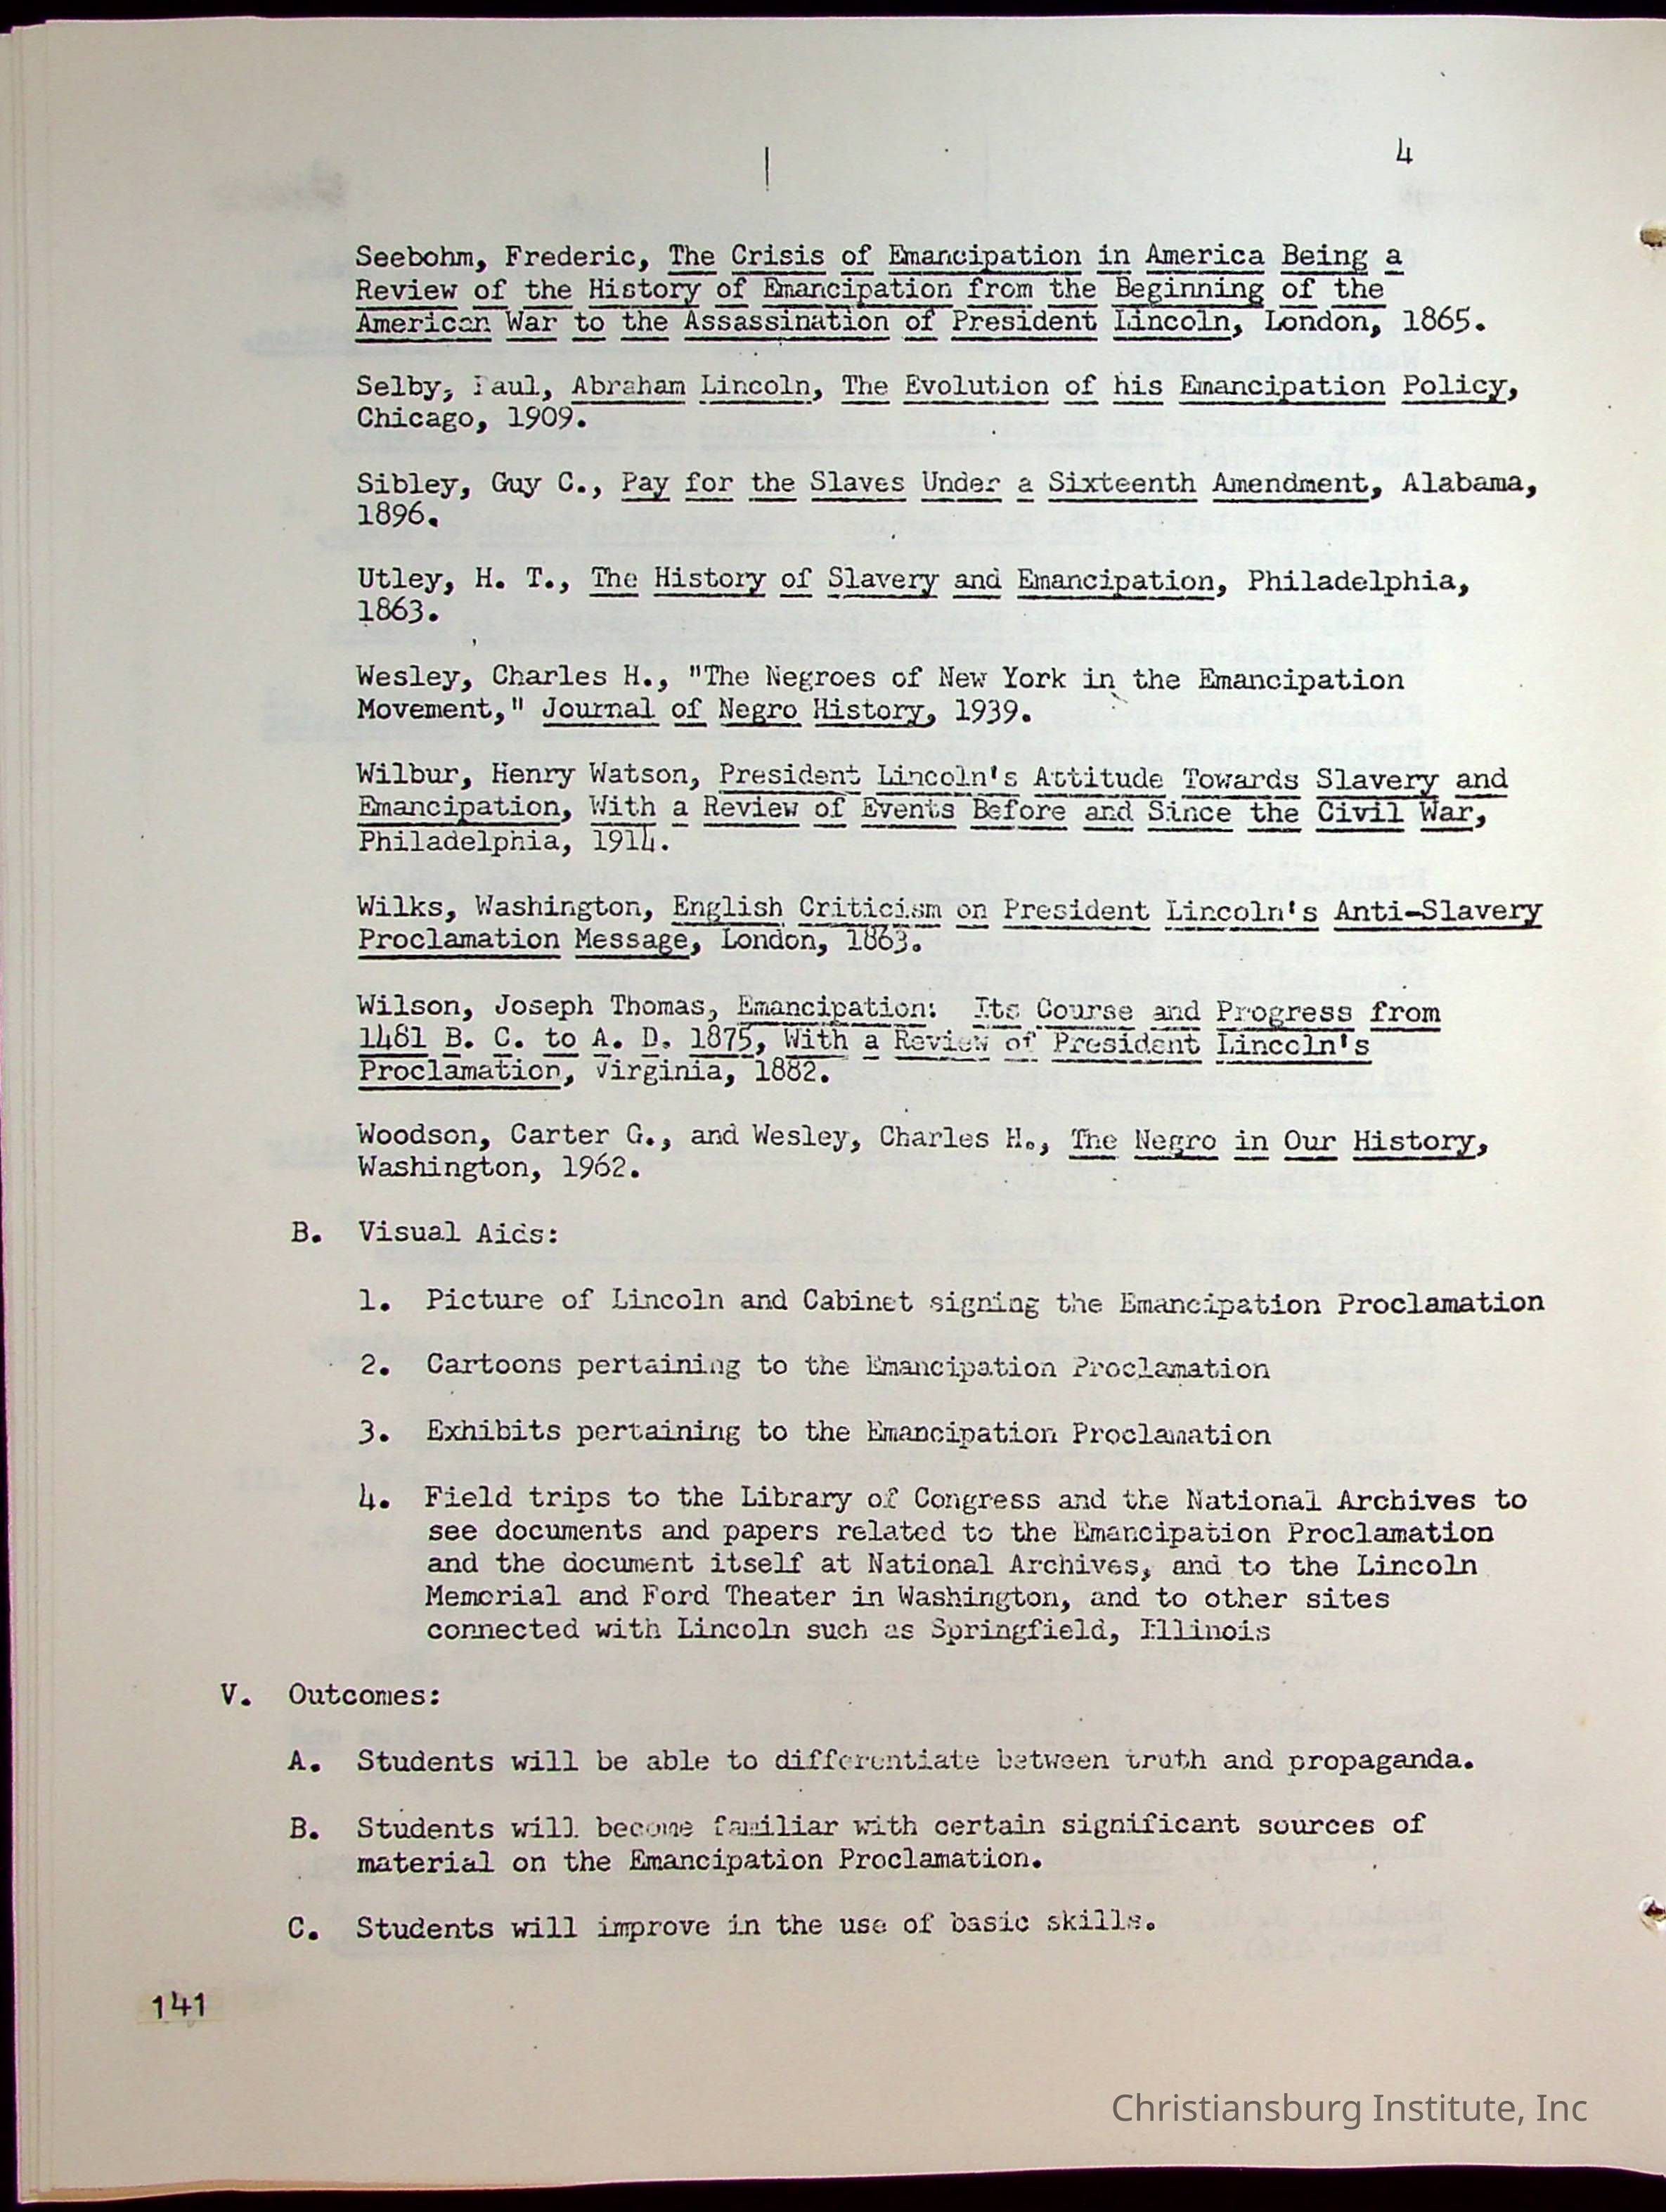 4
Seebohm, Frederic, The Crisis of Emancipation in America Being a
Review of the History of Emancipation from the Beginning of the
American War to the Assassination of President Lincoln, London, 1865.
Selby, Paul, Abraham Lincoln, The Evolution of his Emancipation Policy,
Chicago, 1909.
Sibley, Guy C., Pay for the Slaves Under a Sixteenth Amendment, Alabama,
1896.
Utley, H. T., The History of Slavery and Emancipation, Philadelphia,
1863.
Wesley, Charles H., "The Negroes of New York in the Emancipation
Movement," Journal of Negro History, 1939.
Wilbur, Henry Watson, President Lincoln's Attitude Towards Slavery and
Emancipation, With a Review of Events Before and Since the Civil War,
Philadelphia, 1914.
Wilks, Washington, English Criticism on President Lincoln's Anti-Slavery
Proclamation Message, London, 1863.
Wilson, Joseph Thomas, Emancipation: Its Course and Progress from
1481 B. C. to A. D. 1875, With a Review of President Lincoln's
Proclamation, Virginia, 1882.
Woodson, Carter G., and Wesley, Charles H., The Negro in Our History,
Washington, 1962.
B. Visual Aids:
1. Picture of Lincoln and Cabinet signing the Emancipation Proclamation
2. Cartoons pertaining to the Emancipation Proclamation
3. Exhibits pertaining to the Emancipation Proclamation
4. Field trips to the Library of Congress and the National Archives to
see documents and papers related to the Emancipation Proclamation
and the document itself at National Archives, and to the Lincoln
Memorial and Ford Theater in Washington, and to other sites
connected with Lincoln such as Springfield, Illinois
V. Outcomes:
A. Students will be able to differentiate between truth and propaganda.
B. Students will become familiar with certain significant sources of
material on the Emancipation Proclamation.
C. Students will improve in the use of basic skills.
141
Christiansburg Institute, Inc